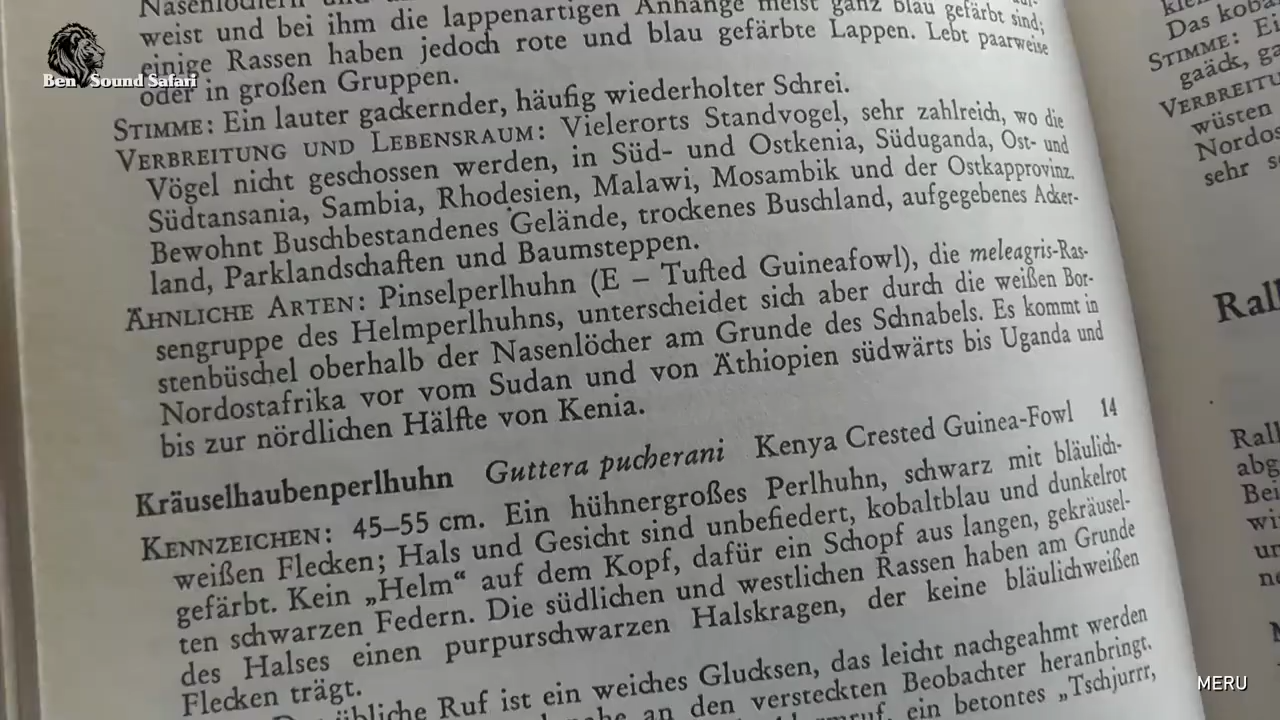 Ben Sound Safari
weist und bei ihm die lappenartigen Anhänge meist ganz blau gefärbt sind;
einige Rassen haben jedoch rote und blau gefärbte Lappen. Lebt paarweise
oder in großen Gruppen.
STIMME: Ein lauter gackernder, häufig wiederholter Schrei.
VERBREITUNG UND LEBENSRAUM: Vielerorts Standvogel, sehr zahlreich, wo die
Vögel nicht geschossen werden, in Süd- und Ostkenia, Süduganda, Ost- und
Südtansania, Sambia, Rhodesien, Malawi, Mosambik und der Ostkapprovinz.
Bewohnt Buschbestandenes Gelände, trockenes Buschland, aufgegebenes Acker-
land, Parklandschaften und Baumsteppen.
ÄHNLICHE ARTEN: Pinselperlhuhn (E – Tufted Guineafowl), die meleagris-Ras-
sengruppe des Helmperlhuhns, unterscheidet sich aber durch die weißen Bor-
stenbüschel oberhalb der Nasenlöcher am Grunde des Schnabels. Es kommt in
Nordostafrika vor vom Sudan und von Äthiopien südwärts bis Uganda und
bis zur nördlichen Hälfte von Kenia.
Kräuselhaubenperlhuhn Guttera pucherani Kenya Crested Guinea-Fowl 14
KENNZEICHEN: 45–55 cm. Ein hühnergroßes Perlhuhn, schwarz mit bläulich-
weißen Flecken; Hals und Gesicht sind unbefiedert, kobaltblau und dunkelrot
gefärbt. Kein „Helm“ auf dem Kopf, dafür ein Schopf aus langen, gekräusel-
ten schwarzen Federn. Die südlichen und westlichen Rassen haben am Grunde
des Halses einen purpurschwarzen Halskragen, der keine bläulichweißen
Flecken trägt.
übliche Ruf ist ein weiches Glucksen, das leicht nachgeahmt werden
an den versteckten Beobachter heranbringt.
ein betontes „Tschjurrr,
Das
STIMME:
gaäck,
VERBREITU
wüsten
Nordos
sehr
Rall
Rall
abg
Bei
MERU